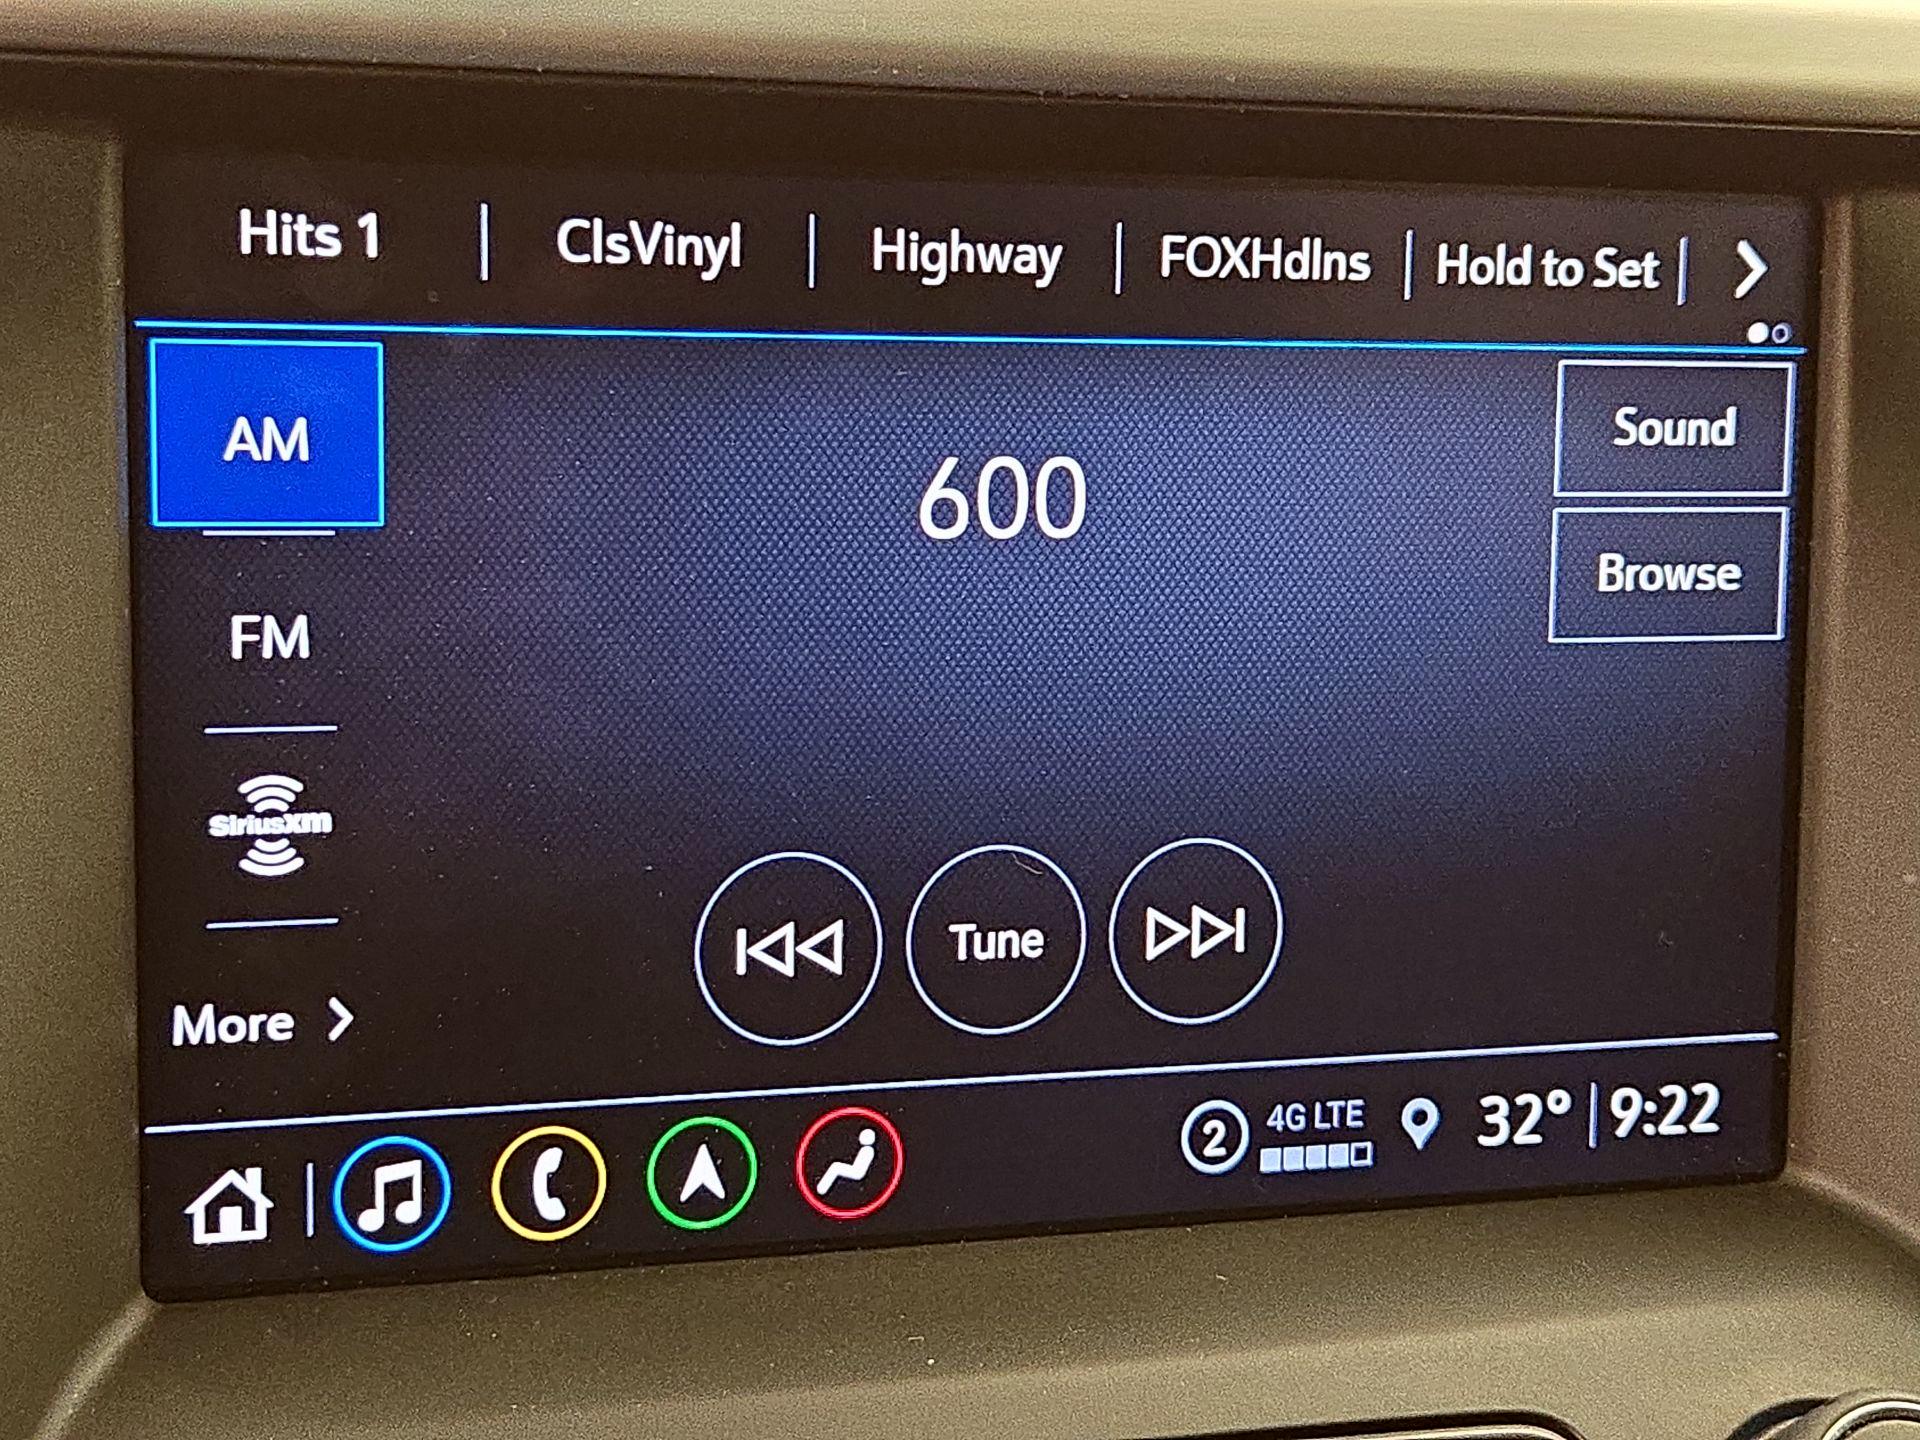 Hits 1 | ClsVinyl | Highway | FOXHdlns | Hold to Set |
AM
600
Sound
Browse
FM
SiriusXM
Tune
More
2 4G LTE 32° 9:22